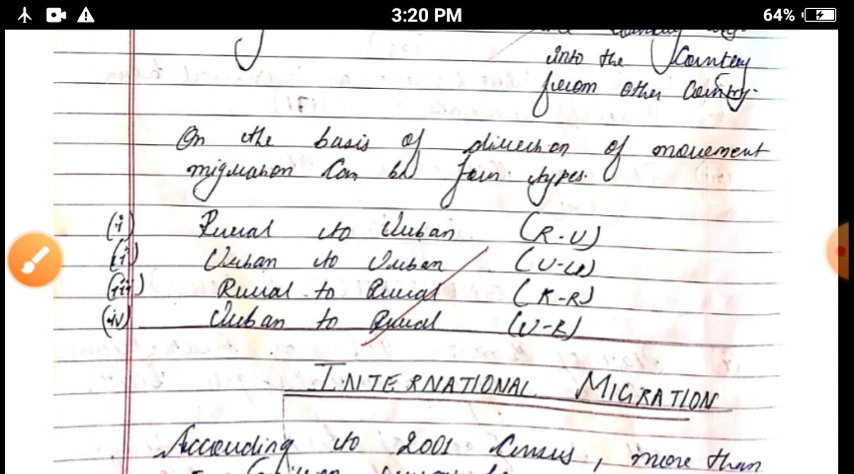 3:20 PM
64%
into the Country
from other Country.
On the basis of direction of movement
migration can be four types.
(i) Rural to Urban (R-U)
(ii) Urban to Urban (U-U)
(iii) Rural to Rural (R-R)
(iv) Urban to Rural (U-R)
INTERNATIONAL MIGRATION
According to 2001 Census, more than